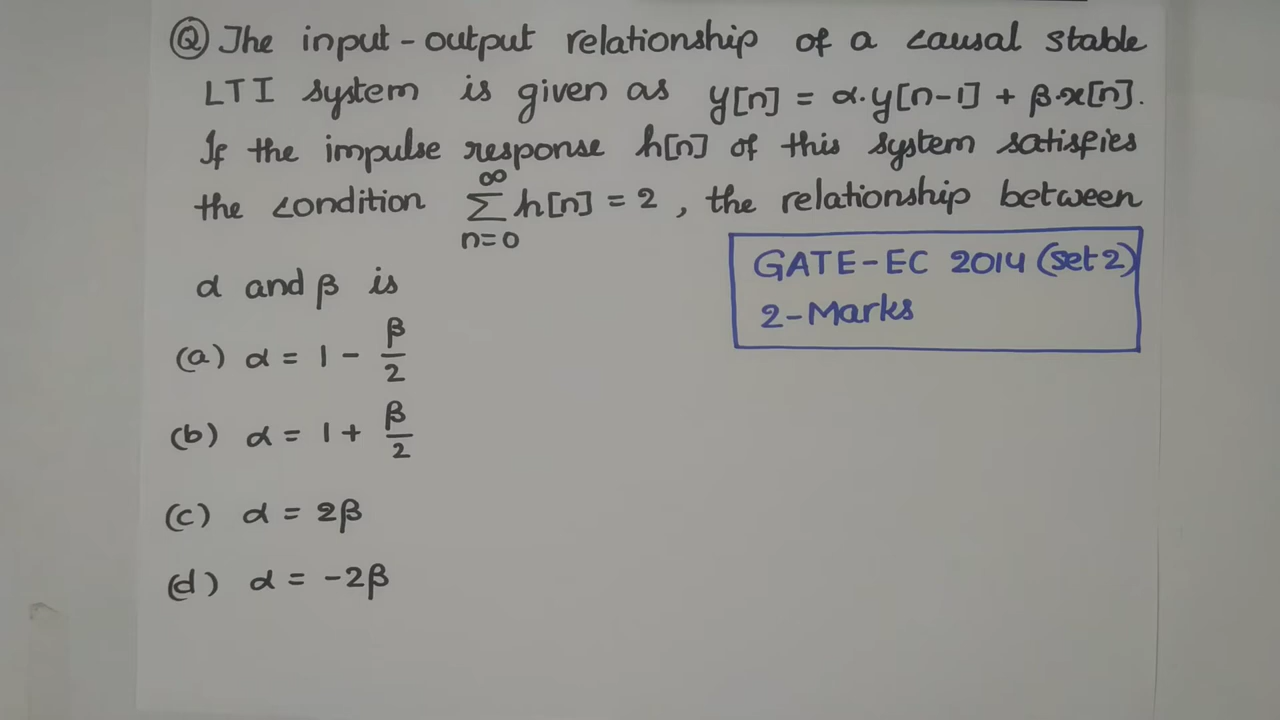 Q The input-output relationship of a causal stable
LTI system is given as y[n] = α.y[n-1] + β.x[n].
If the impulse response h[n] of this system satisfies
the condition ∞∑n=0 h[n] = 2, the relationship between
α and β is
GATE-EC 2014 (set 2)
2-Marks
(a) α = 1 - β/2
(b) α = 1 + β/2
(c) α = 2β
(d) α = -2β